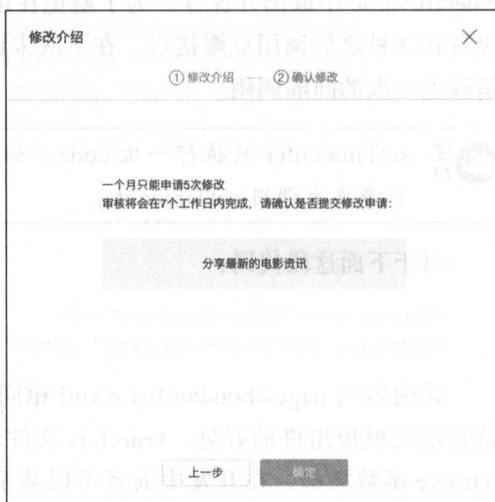 修改介绍
① 修改介绍 ② 确认修改
一个月只能申请5次修改
审核将会在7个工作日内完成，请确认是否提交修改申请：
分享最新的电影资讯
上一步 确定